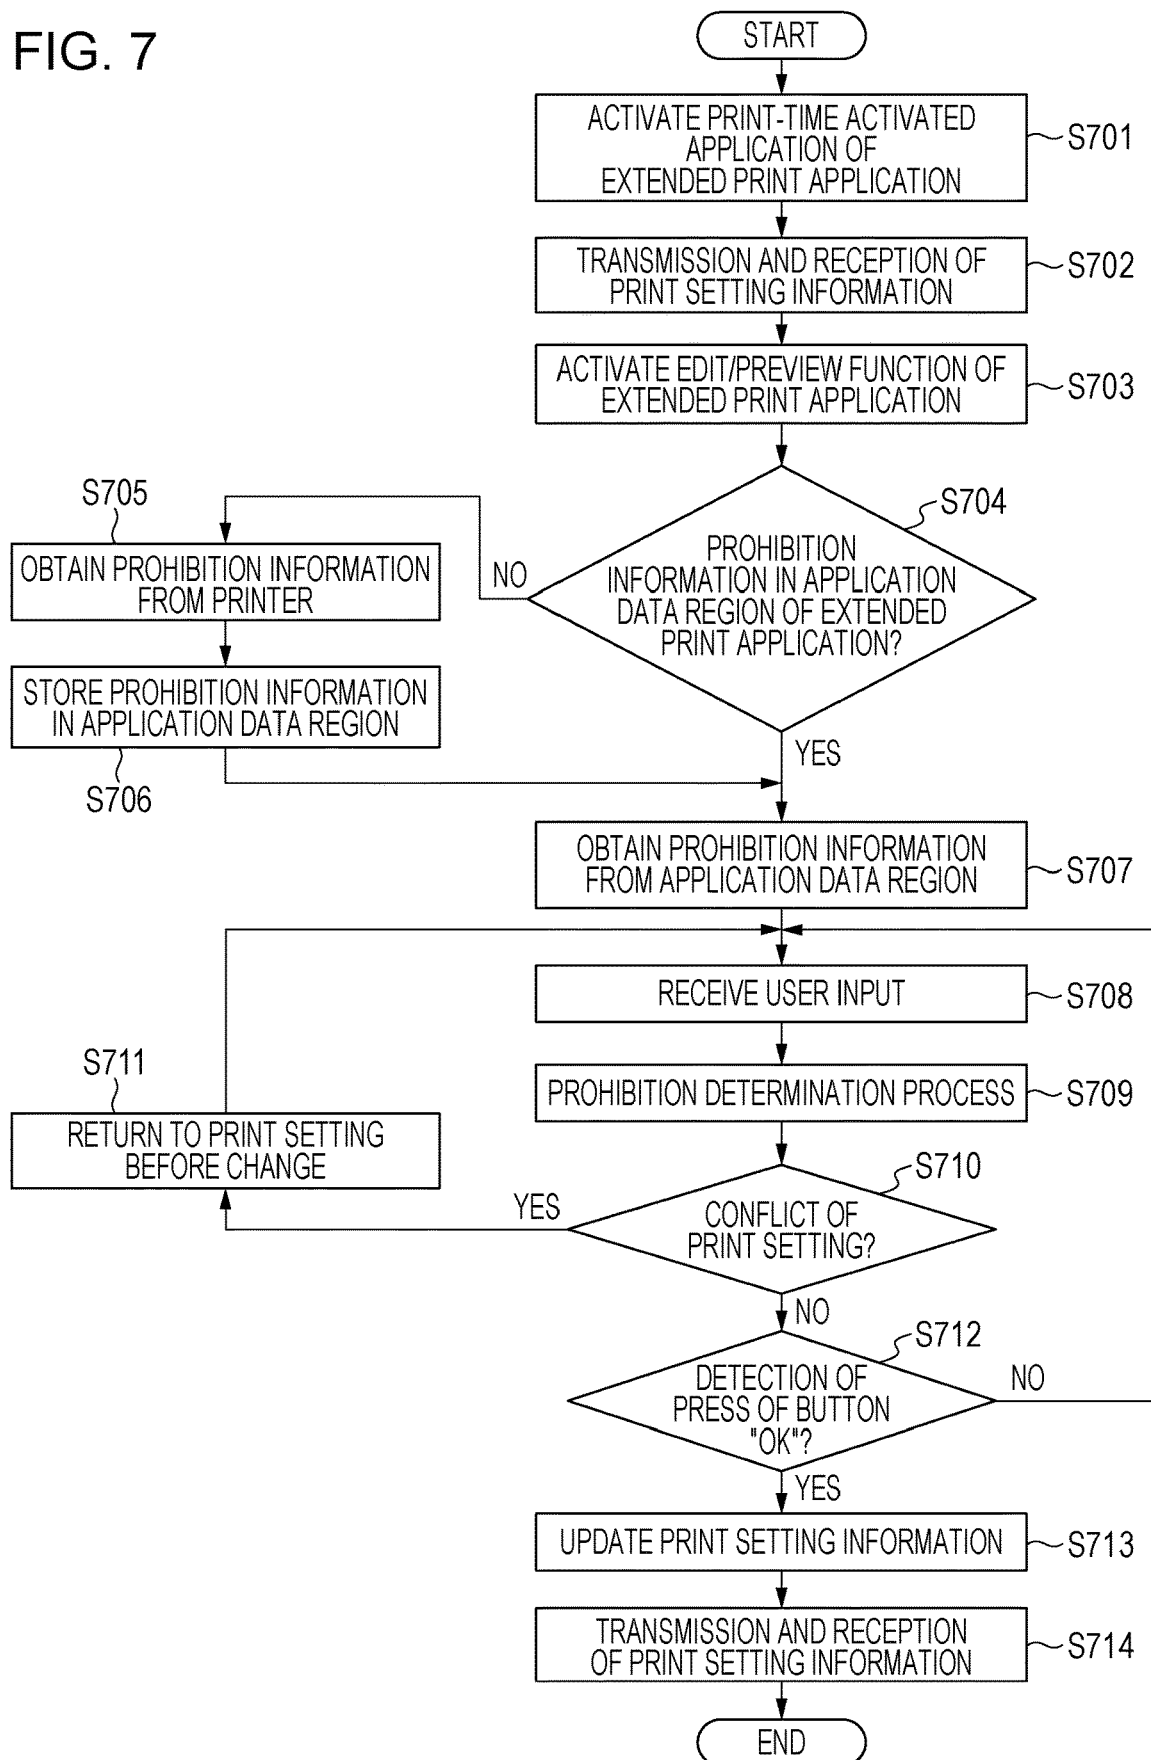 FIG. 7
START
ACTIVATE PRINT-TIME ACTIVATED
APPLICATION OF
EXTENDED PRINT APPLICATION
S701
TRANSMISSION AND RECEPTION OF
PRINT SETTING INFORMATION
S702
ACTIVATE EDIT/PREVIEW FUNCTION OF
EXTENDED PRINT APPLICATION
S703
S704
PROHIBITION
INFORMATION IN APPLICATION
DATA REGION OF EXTENDED
PRINT APPLICATION?
NO
S705
OBTAIN PROHIBITION INFORMATION
FROM PRINTER
STORE PROHIBITION INFORMATION
IN APPLICATION DATA REGION
S706
YES
OBTAIN PROHIBITION INFORMATION
FROM APPLICATION DATA REGION
S707
RECEIVE USER INPUT
S708
PROHIBITION DETERMINATION PROCESS
S709
S711
RETURN TO PRINT SETTING
BEFORE CHANGE
S710
YES
CONFLICT OF
PRINT SETTING?
NO
S712
DETECTION OF
PRESS OF BUTTON
"OK"?
NO
YES
UPDATE PRINT SETTING INFORMATION
S713
TRANSMISSION AND RECEPTION
OF PRINT SETTING INFORMATION
S714
END